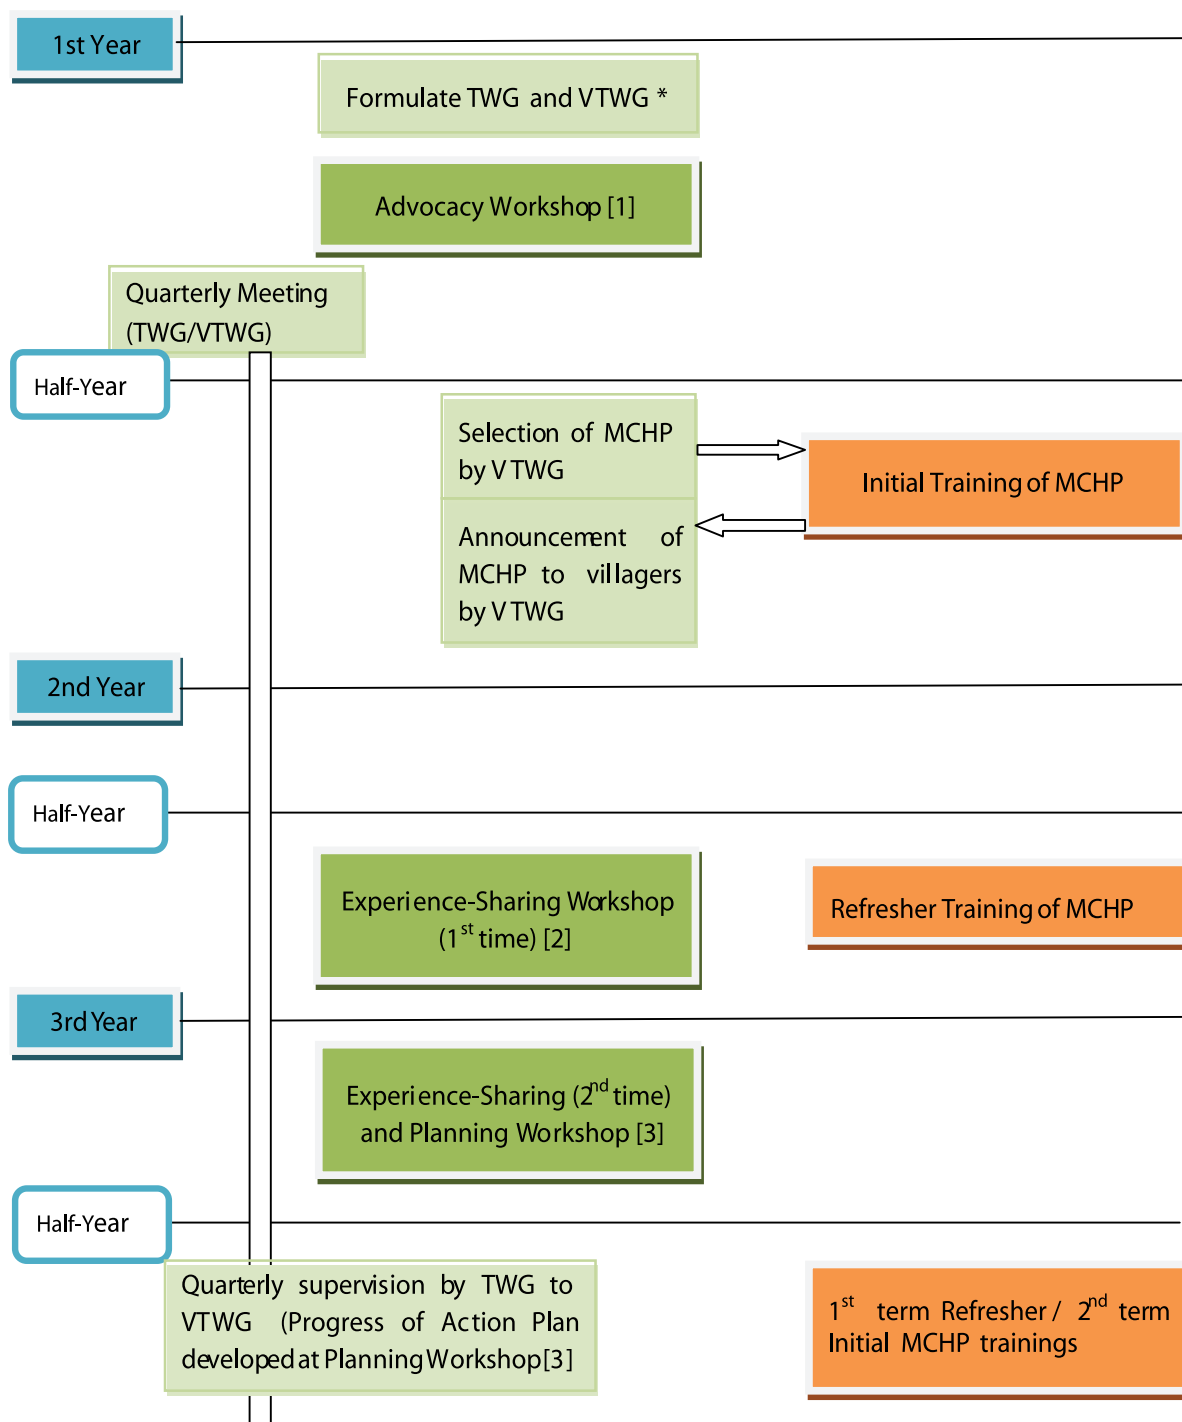 1st Year
Formulate TWG and VTWG *
Advocacy Workshop [1]
Quarterly Meeting
(TWG/VTWG)
Half-Year
Selection of MCHP
by VTWG
Initial Training of MCHP
Announcement of
MCHP to villagers
by VTWG
2nd Year
Half-Year
Experience-Sharing Workshop
(1st time) [2]
Refresher Training of MCHP
3rd Year
Experience-Sharing (2nd time)
and Planning Workshop [3]
Half-Year
Quarterly supervision by TWG to
VTWG (Progress of Action Plan
developed at Planning Workshop[3]
1st term Refresher / 2nd term
Initial MCHP trainings